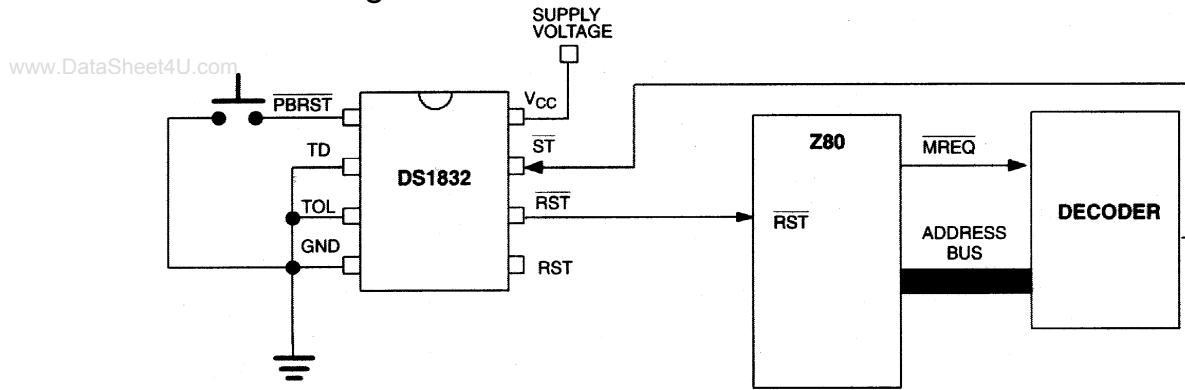 SUPPLY
VOLTAGE
www.DataSheet4U.com
PBRST
VCC
TD
ST
DS1832
TOL
RST
GND
RST
Z80
MREQ
RST
ADDRESS
BUS
DECODER